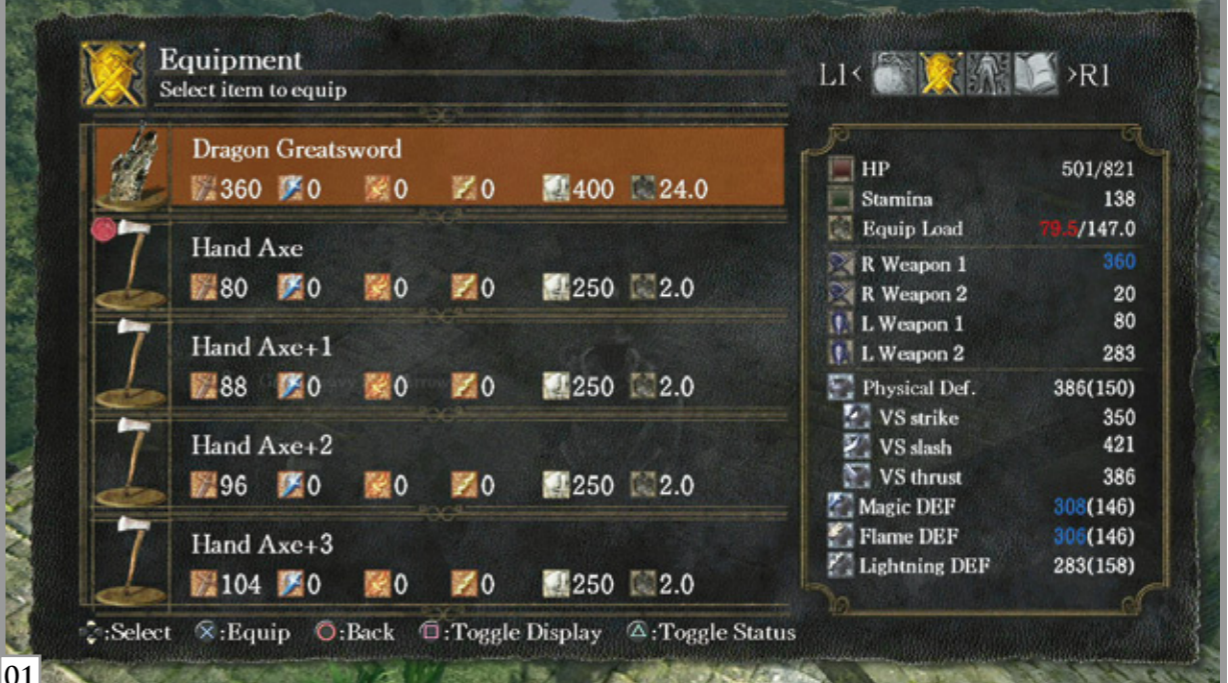 Equipment
Select item to equip
L1< >R1
Dragon Greatsword
360 0 0 0 400 24.0
Hand Axe
80 0 0 0 250 2.0
Hand Axe+1
88 0 0 0 250 2.0
Hand Axe+2
96 0 0 0 250 2.0
Hand Axe+3
104 0 0 0 250 2.0
HP 501/821
Stamina 138
Equip Load 79.5/147.0
R Weapon 1 360
R Weapon 2 20
L Weapon 1 80
L Weapon 2 283
Physical Def. 386(150)
VS strike 350
VS slash 421
VS thrust 386
Magic DEF 308(146)
Flame DEF 306(146)
Lightning DEF 283(158)
:Select :Equip :Back :Toggle Display :Toggle Status
01